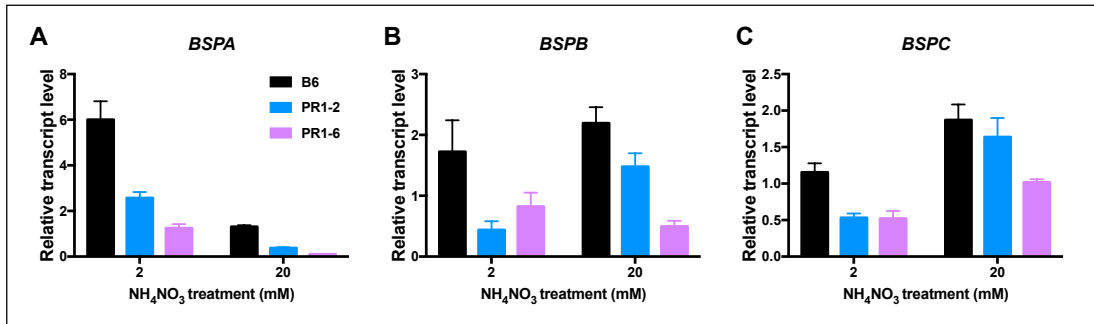 A
BSPA
Relative transcript level
8
6
4
2
0
2
20
NH₄NO₃ treatment (mM)
B6
PR1-2
PR1-6
B
BSPB
Relative transcript level
3
2
1
0
2
20
NH₄NO₃ treatment (mM)
C
BSPC
Relative transcript level
2.5
2.0
1.5
1.0
0.5
0.0
2
20
NH₄NO₃ treatment (mM)